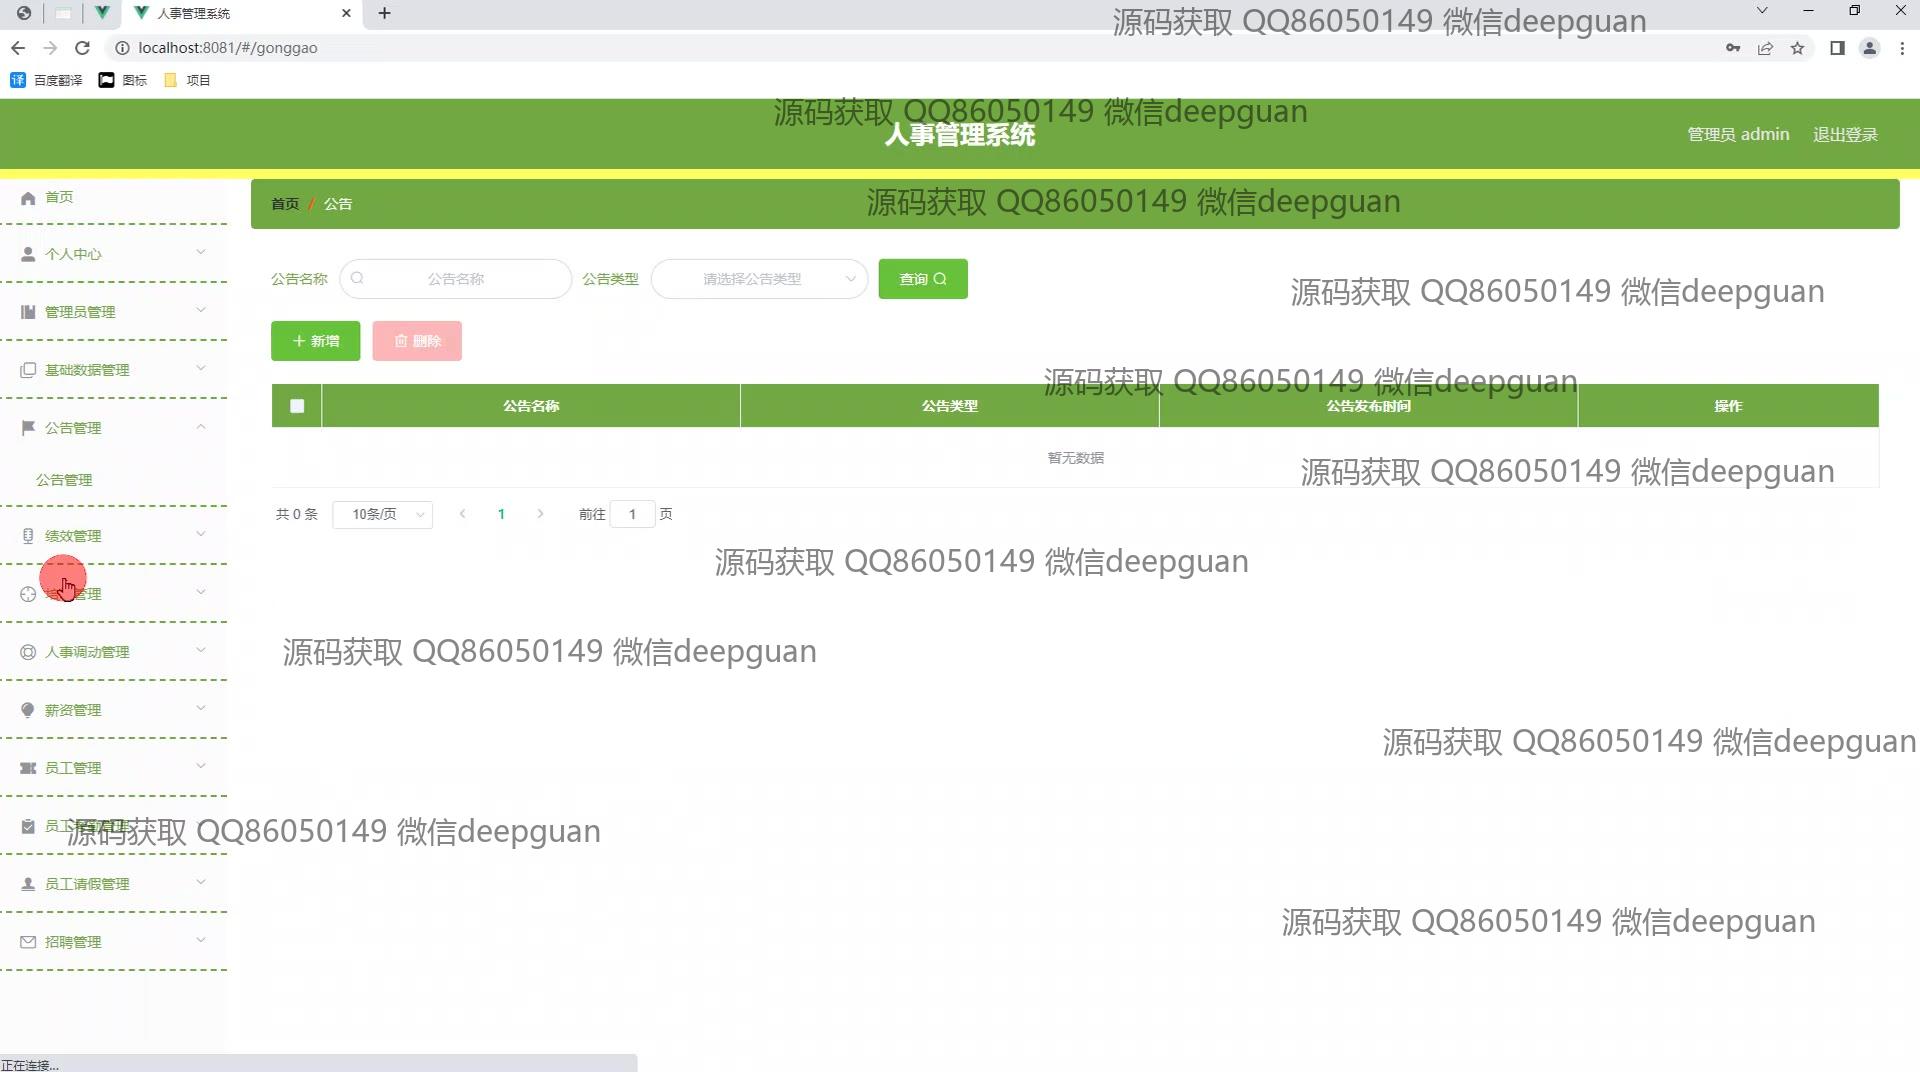 人事管理系统
源码获取 QQ86050149 微信deepguan
localhost:8081/#/gonggao
百度翻译 图标 项目
源码获取 QQ86050149 微信deepguan
人事管理系统
管理员 admin 退出登录
首页
首页 / 公告
源码获取 QQ86050149 微信deepguan
个人中心
公告名称 公告名称 公告类型 请选择公告类型 查询
源码获取 QQ86050149 微信deepguan
管理员管理
新增 删除
基础数据管理
源码获取 QQ86050149 微信deepguan
公告名称 公告类型 公告发布时间 操作
公告管理
暂无数据
源码获取 QQ86050149 微信deepguan
公告管理
共 0 条 10条/页 1 前往 1 页
绩效管理
源码获取 QQ86050149 微信deepguan
管理
人事调动管理
源码获取 QQ86050149 微信deepguan
薪资管理
源码获取 QQ86050149 微信deepguan
员工管理
员工
源码获取 QQ86050149 微信deepguan
员工请假管理
源码获取 QQ86050149 微信deepguan
招聘管理
正在连接...